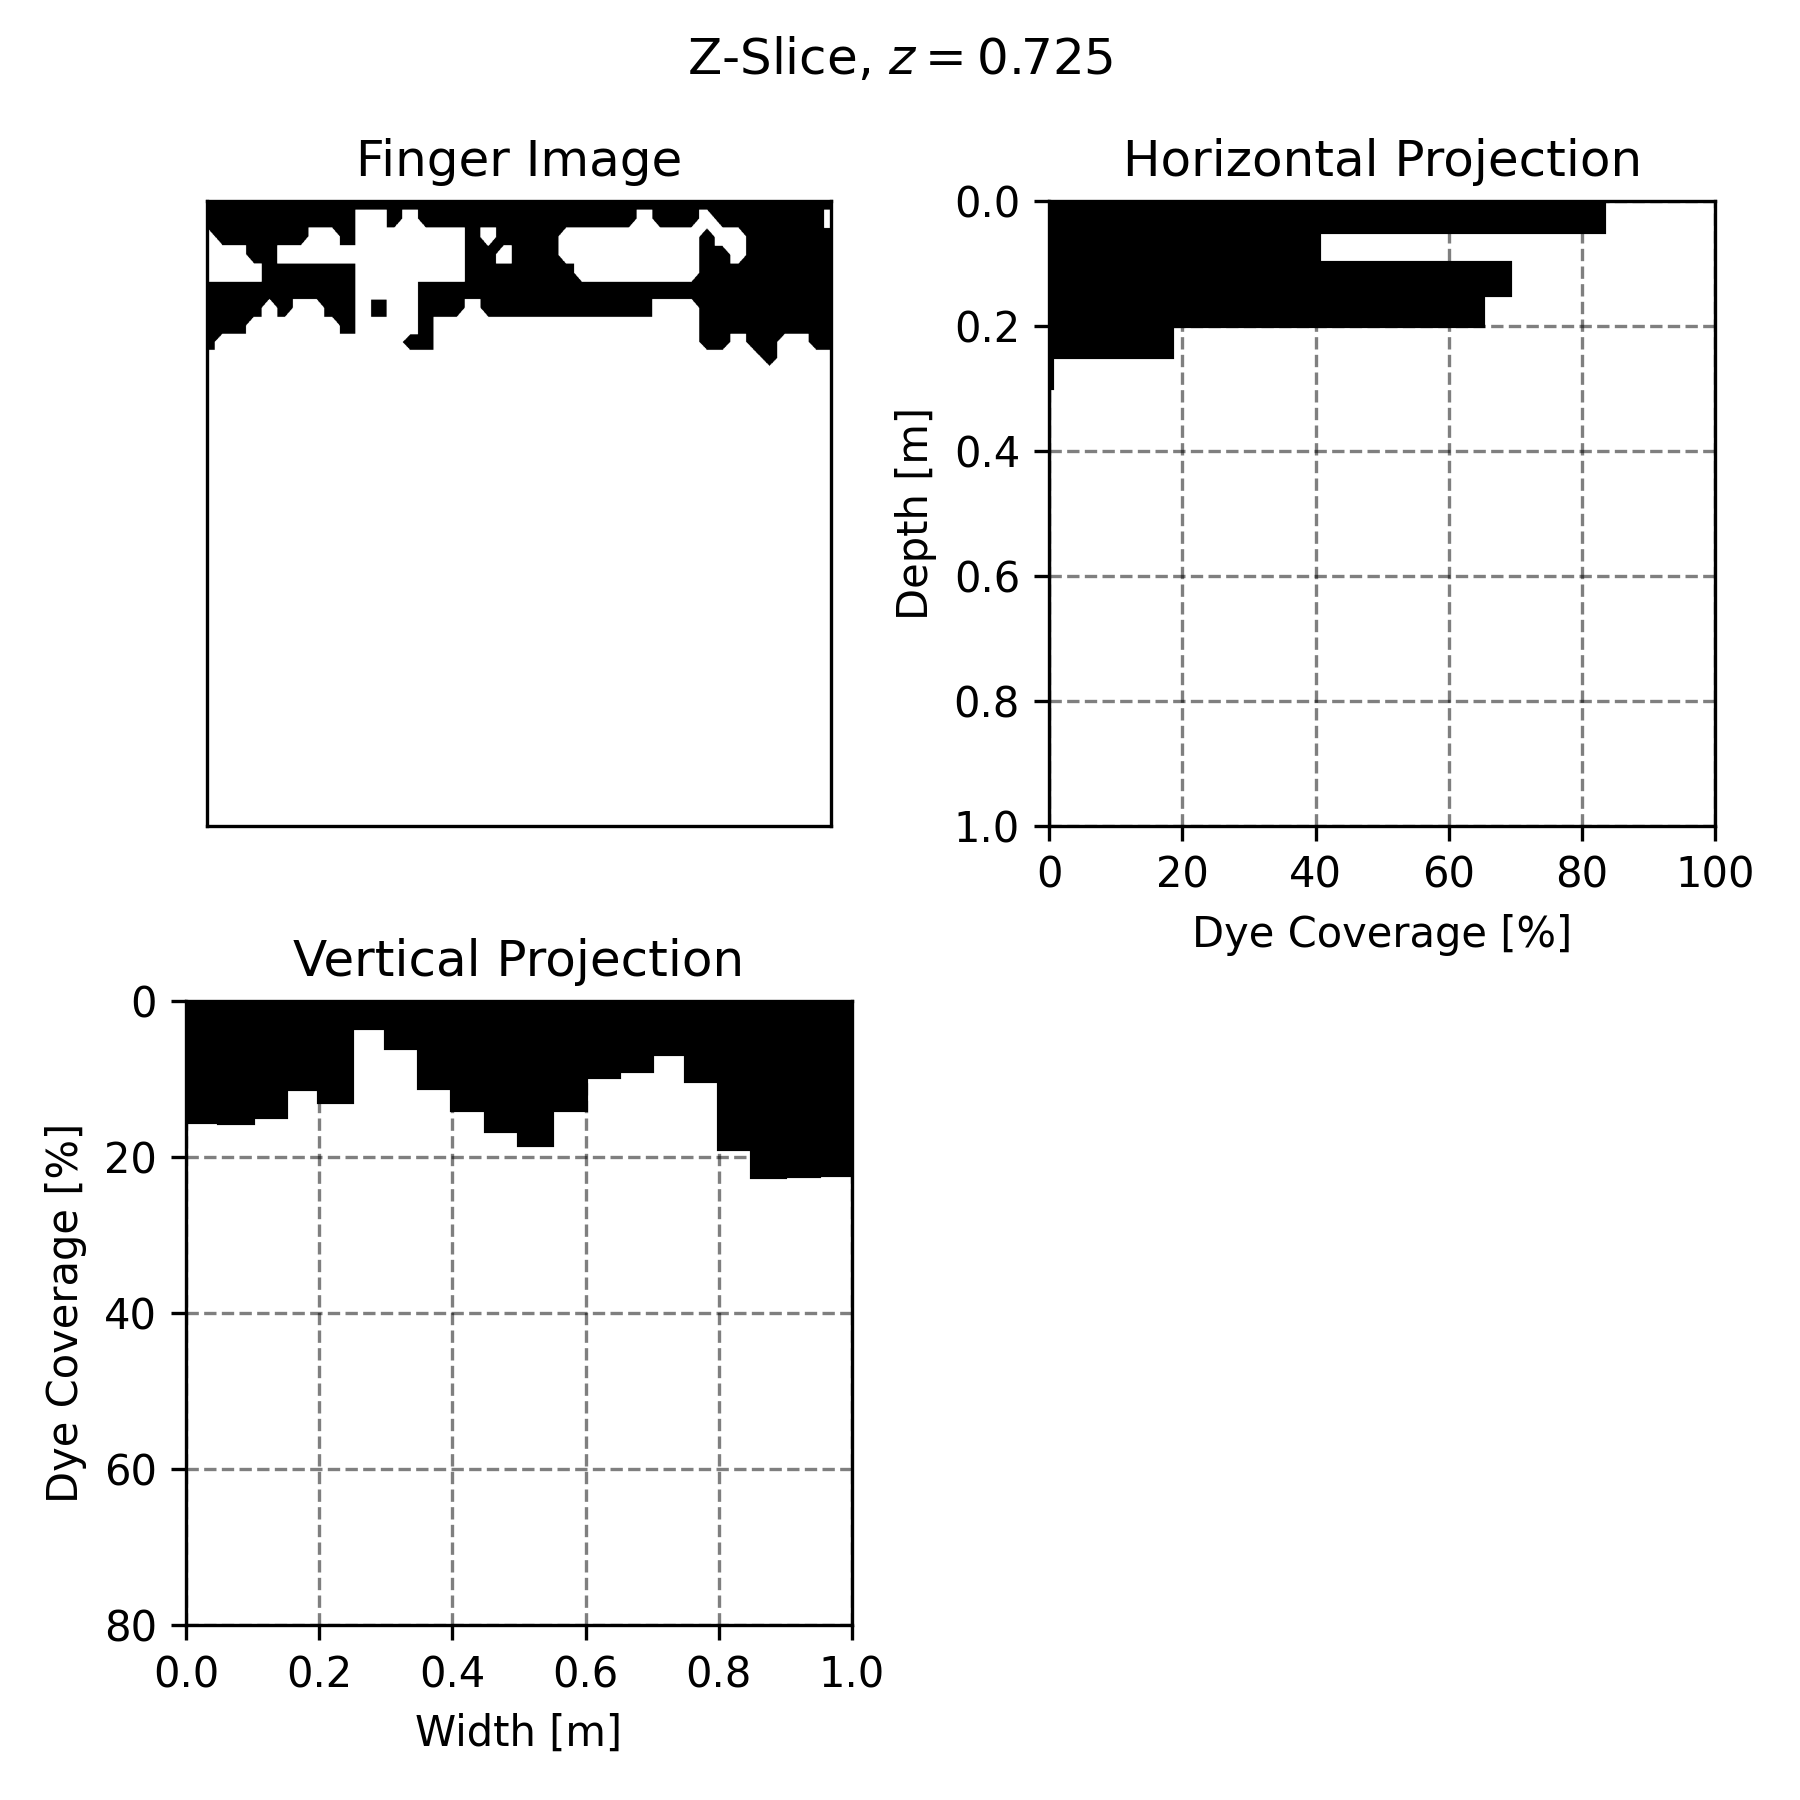 Z-Slice, z = 0.725
Finger Image
Horizontal Projection
0.0
0.2
0.4
0.6
0.8
1.0
Depth [m]
0 20 40 60 80 100
Dye Coverage [%]
Vertical Projection
0
20
40
60
80
Dye Coverage [%]
0.0 0.2 0.4 0.6 0.8 1.0
Width [m]